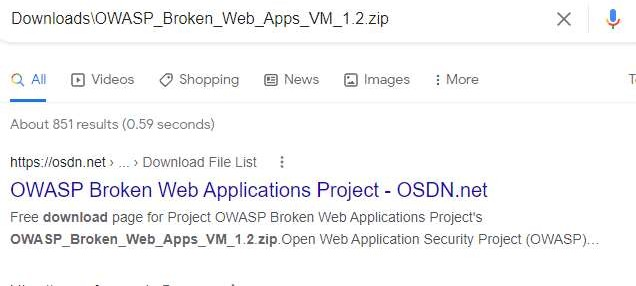 Downloads\OWASP_Broken_Web_Apps_VM_1.2.zip
All Videos Shopping News Images More
About 851 results (0.59 seconds)
https://osdn.net › ... › Download File List
OWASP Broken Web Applications Project - OSDN.net
Free download page for Project OWASP Broken Web Applications Project's
OWASP_Broken_Web_Apps_VM_1.2.zip.Open Web Application Security Project (OWASP)...